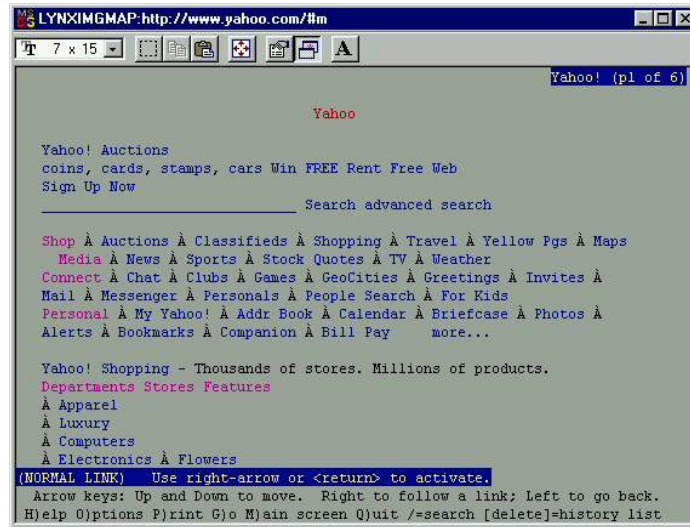 LYNXIMGMAP:http://www.yahoo.com/#m
7 x 15
A
Yahoo! (p1 of 6)
Yahoo
Yahoo! Auctions
coins, cards, stamps, cars Win FREE Rent Free Web
Sign Up Now
______________________________ Search advanced search
Shop À Auctions À Classifieds À Shopping À Travel À Yellow Pgs À Maps
Media À News À Sports À Stock Quotes À TV À Weather
Connect À Chat À Clubs À Games À GeoCities À Greetings À Invites À
Mail À Messenger À Personals À People Search À For Kids
Personal À My Yahoo! À Addr Book À Calendar À Briefcase À Photos À
Alerts À Bookmarks À Companion À Bill Pay more...
Yahoo! Shopping - Thousands of stores. Millions of products.
Departments Stores Features
À Apparel
À Luxury
À Computers
À Electronics À Flowers
(NORMAL LINK) Use right-arrow or <return> to activate.
Arrow keys: Up and Down to move. Right to follow a link; Left to go back.
H)elp O)ptions P)rint G)o M)ain screen Q)uit /=search [delete]=history list